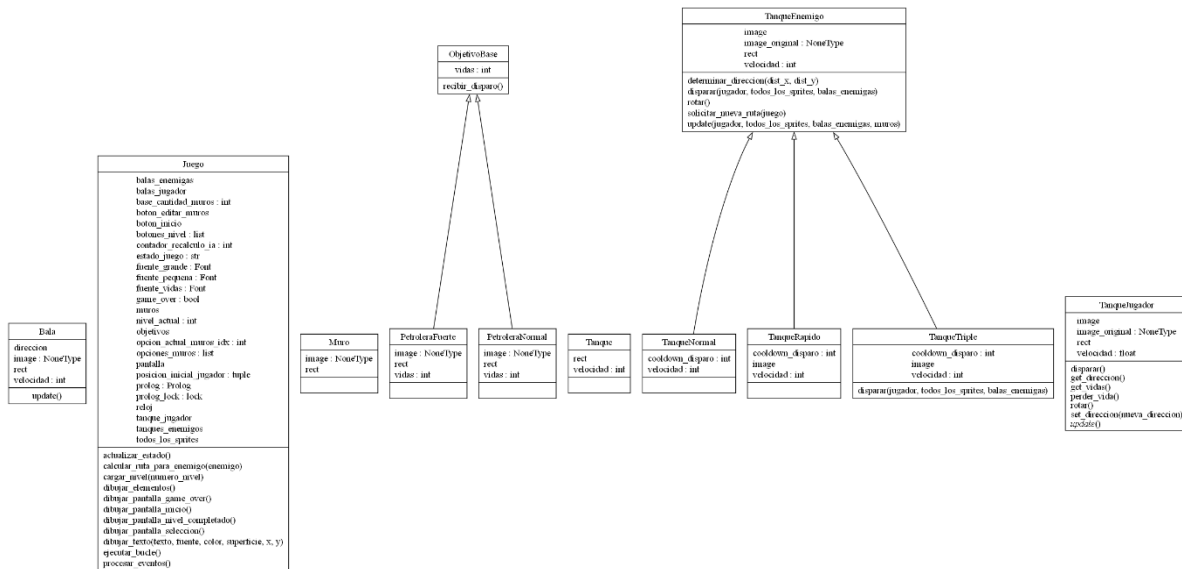 Bala
direccion
image : NoneType
rect
velocidad : int
update()
Juego
balas_enemigas
balas_jugador
base_cantidad_muros : int
boton_editar_muros
boton_inicio
botones_nivel : list
contador_recalculo_ia : int
estado_juego : str
fuente_grande : Font
fuente_pequena : Font
fuente_vidas : Font
game_over : bool
muros
nivel_actual : int
objetivos
opcion_actual_muros_idx : int
opciones_muros : list
pantalla
posicion_inicial_jugador : tuple
prolog : Prolog
prolog_lock : lock
reloj
tanque_jugador
tanques_enemigos
todos_los_sprites
actualizar_estado()
calcular_ruta_para_enemigo(enemigo)
cargar_nivel(numero_nivel)
dibujar_elementos()
dibujar_pantalla_game_over()
dibujar_pantalla_inicio()
dibujar_pantalla_nivel_completado()
dibujar_pantalla_seleccion()
dibujar_texto(texto, fuente, color, superficie, x, y)
ejecutar_bucle()
procesar_eventos()
Muro
image : NoneType
rect
ObjetivoBase
vidas : int
recibir_disparo()
PetroleraFuerte
image : NoneType
rect
vidas : int
PetroleraNormal
image : NoneType
rect
vidas : int
Tanque
rect
velocidad : int
TanqueEnemigo
image
image_original : NoneType
rect
velocidad : int
determinar_direccion(dist_x, dist_y)
disparar(jugador, todos_los_sprites, balas_enemigas)
rotar()
solicitar_nueva_ruta(juego)
update(jugador, todos_los_sprites, balas_enemigas, muros)
TanqueNormal
cooldown_disparo : int
velocidad : int
TanqueRapido
cooldown_disparo : int
image
velocidad : int
TanqueTriple
cooldown_disparo : int
image
velocidad : int
disparar(jugador, todos_los_sprites, balas_enemigas)
TanqueJugador
image
image_original : NoneType
rect
velocidad : float
disparar()
get_direccion()
get_vidas()
perder_vida()
rotar()
set_direccion(nueva_direccion)
update()